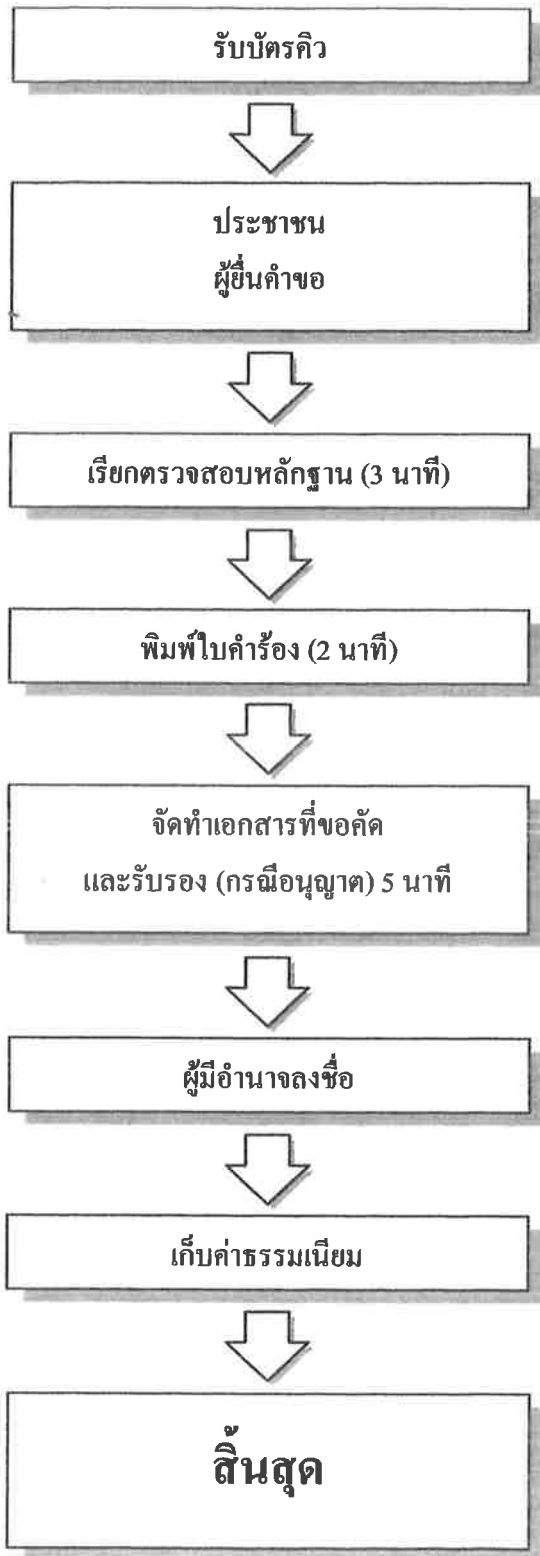 รับบัตรคิว
ประชาชน
ผู้ยื่นคำขอ
เรียกตรวจสอบหลักฐาน (3 นาที)
พิมพ์ใบคำร้อง (2 นาที)
จัดทำเอกสารที่ขอคัด
และรับรอง (กรณีอนุญาต) 5 นาที
ผู้มีอำนาจลงชื่อ
เก็บค่าธรรมเนียม
สิ้นสุด